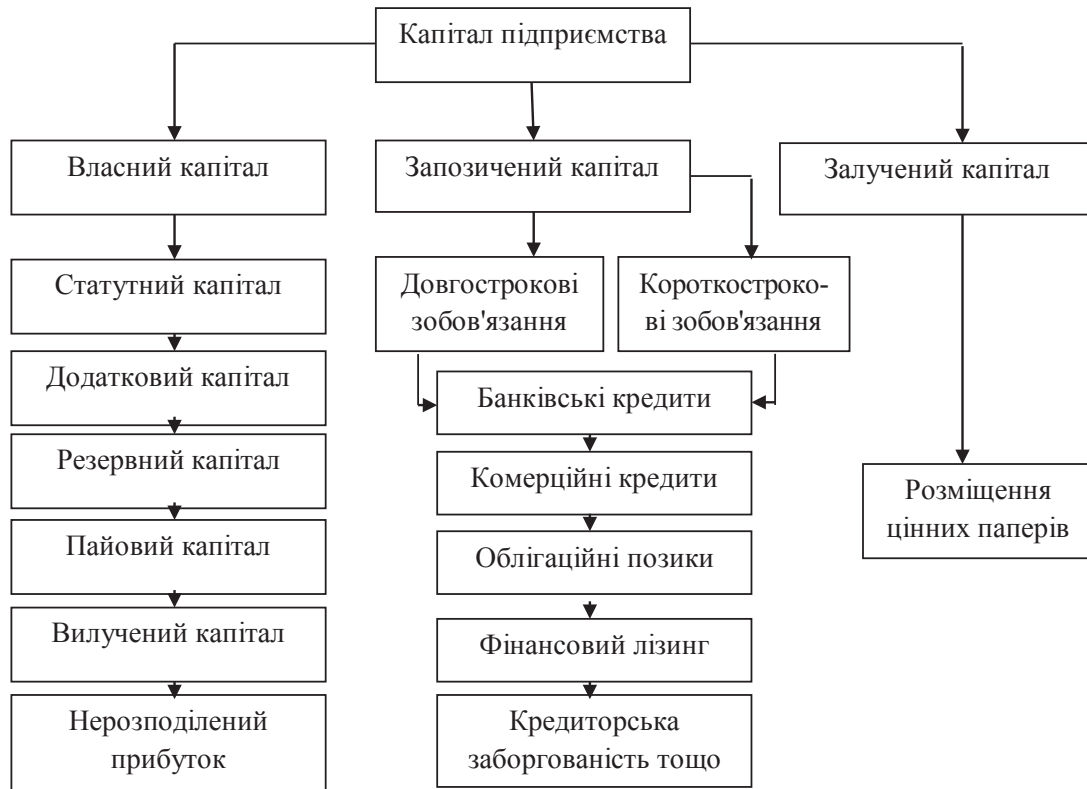 Капітал підприємства
Власний капітал
Запозичений капітал
Залучений капітал
Статутний капітал
Довгострокові
зобов'язання
Короткостроко-
ві зобов'язання
Додатковий капітал
Банківські кредити
Резервний капітал
Комерційні кредити
Розміщення
цінних паперів
Пайовий капітал
Облігаційні позики
Вилучений капітал
Фінансовий лізинг
Нерозподілений
прибуток
Кредиторська
заборгованість тощо